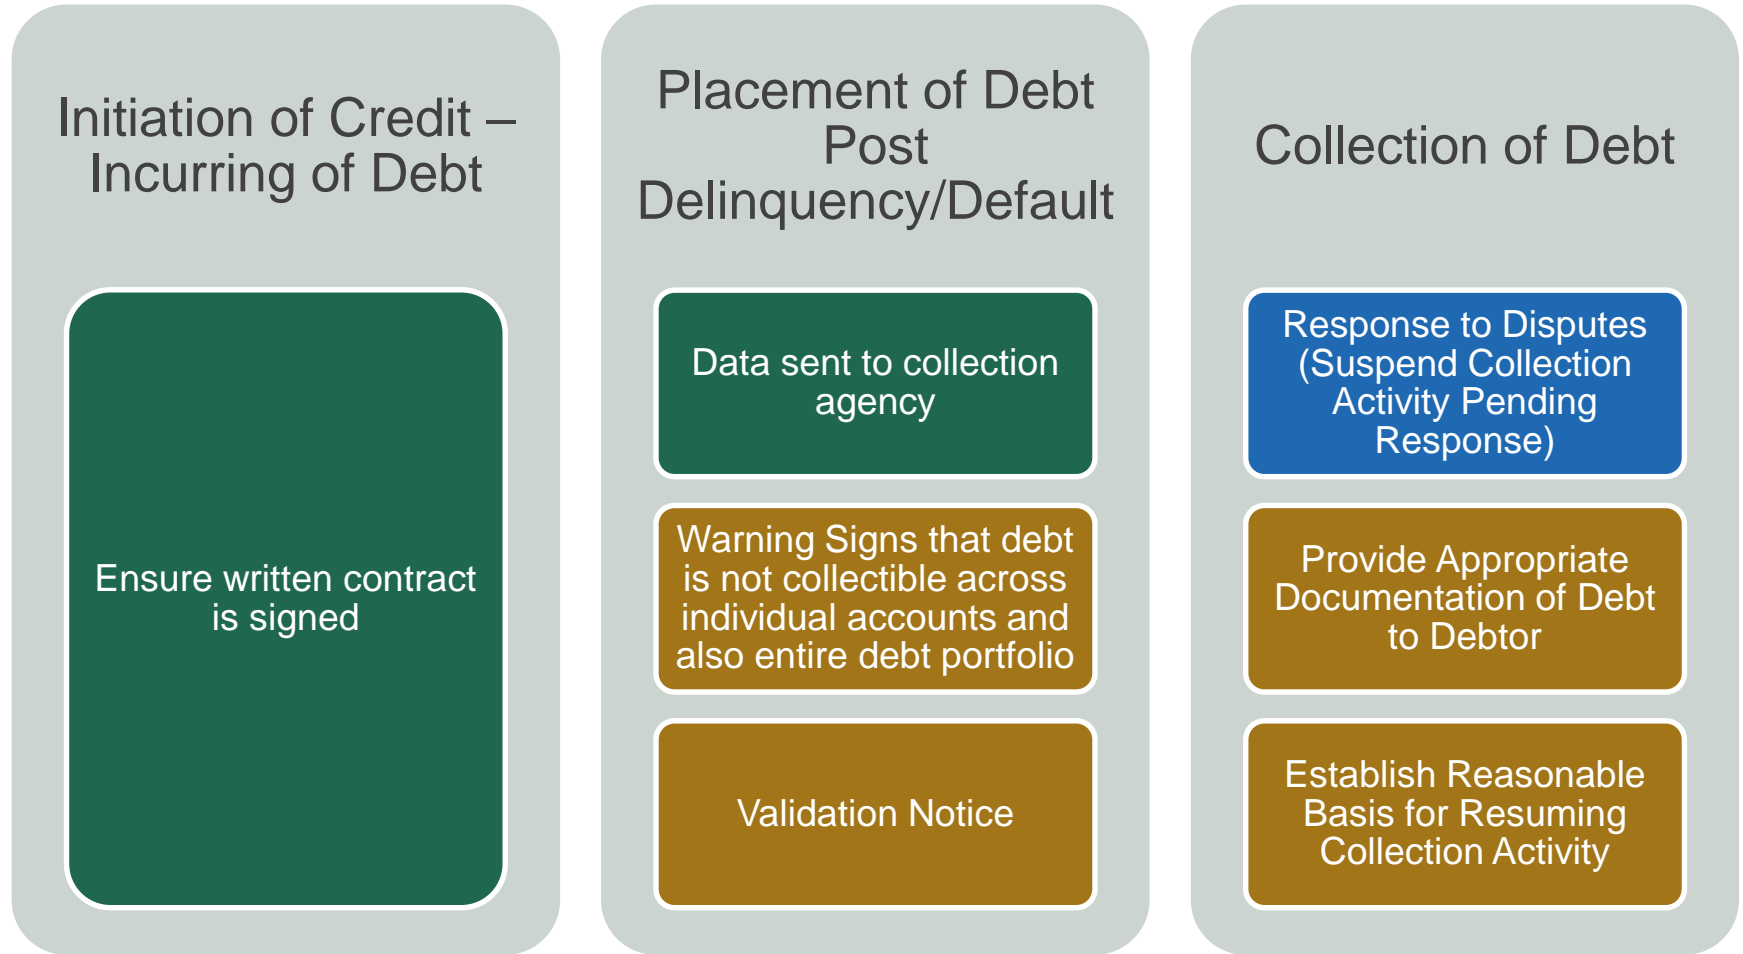 Initiation of Credit –
Incurring of Debt
Ensure written contract
is signed
Placement of Debt
Post
Delinquency/Default
Data sent to collection
agency
Warning Signs that debt
is not collectible across
individual accounts and
also entire debt portfolio
Validation Notice
Collection of Debt
Response to Disputes
(Suspend Collection
Activity Pending
Response)
Provide Appropriate
Documentation of Debt
to Debtor
Establish Reasonable
Basis for Resuming
Collection Activity